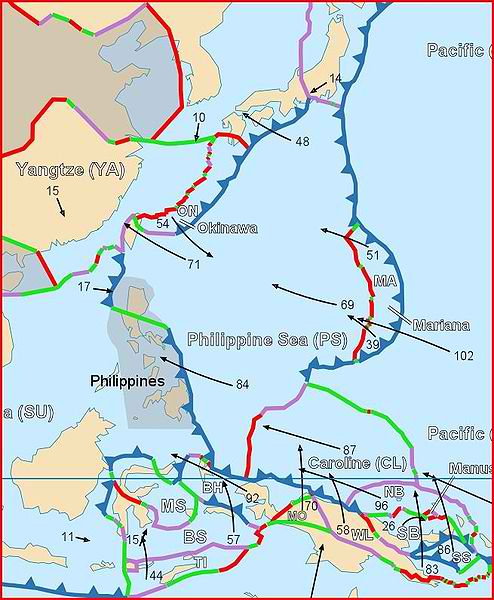 Pacific (
14
10
48
Yangtze (YA)
15
ON
54
Okinawa
51
71
MA
17
69
Mariana
Philippine Sea (PS)
39
102
Philippines
84
a (SU)
Pacific (
87
Caroline (CL)
Manus
BH
NB
92
MS
70
96
MO
26
BS
57
58
WL
SB
11
15
86
SS
TI
44
83